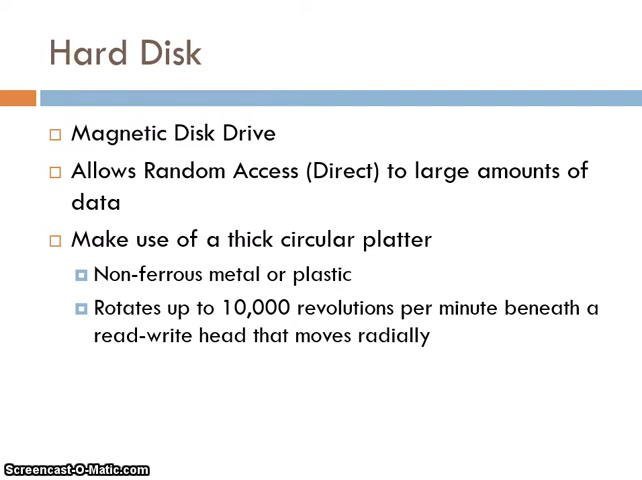 Hard Disk
Magnetic Disk Drive
Allows Random Access (Direct) to large amounts of
data
Make use of a thick circular platter
Non-ferrous metal or plastic
Rotates up to 10,000 revolutions per minute beneath a
read-write head that moves radially
Screencast-O-Matic.com